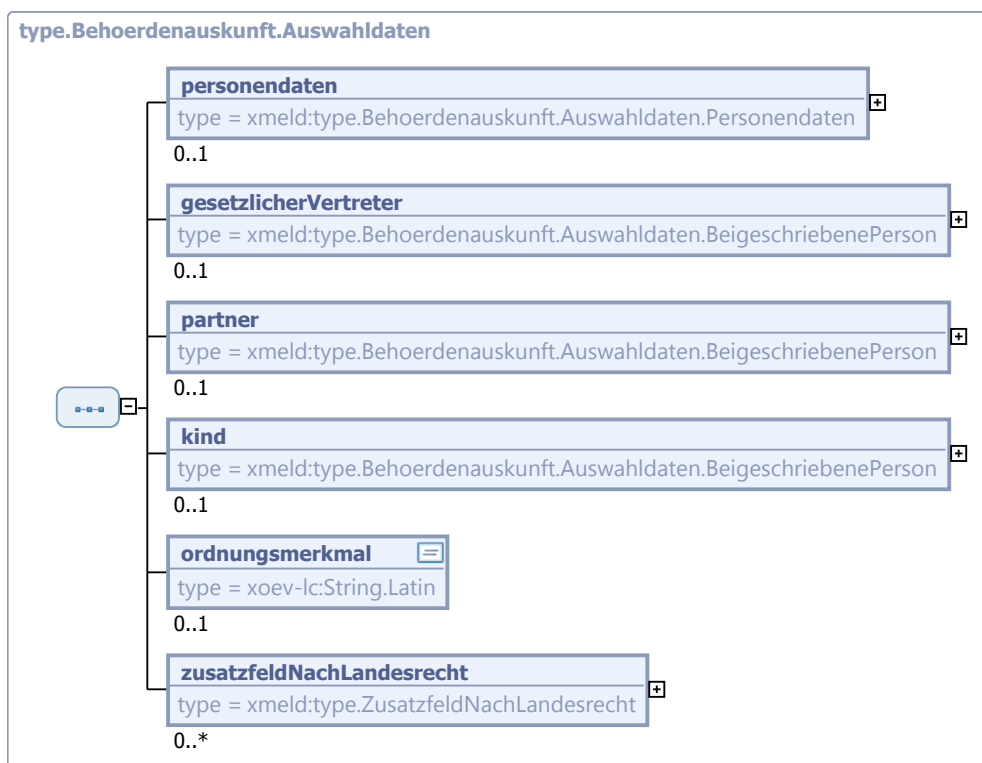 type.Behoerdenauskunft.Auswahldaten
personendaten
type = xmeld:type.Behoerdenauskunft.Auswahldaten.Personendaten
0..1
gesetzlicherVertreter
type = xmeld:type.Behoerdenauskunft.Auswahldaten.BeigeschriebenePerson
0..1
partner
type = xmeld:type.Behoerdenauskunft.Auswahldaten.BeigeschriebenePerson
0..1
kind
type = xmeld:type.Behoerdenauskunft.Auswahldaten.BeigeschriebenePerson
0..1
ordnungsmerkmal
type = xoev-lc:String.Latin
0..1
zusatzfeldNachLandesrecht
type = xmeld:type.ZusatzfeldNachLandesrecht
0..*